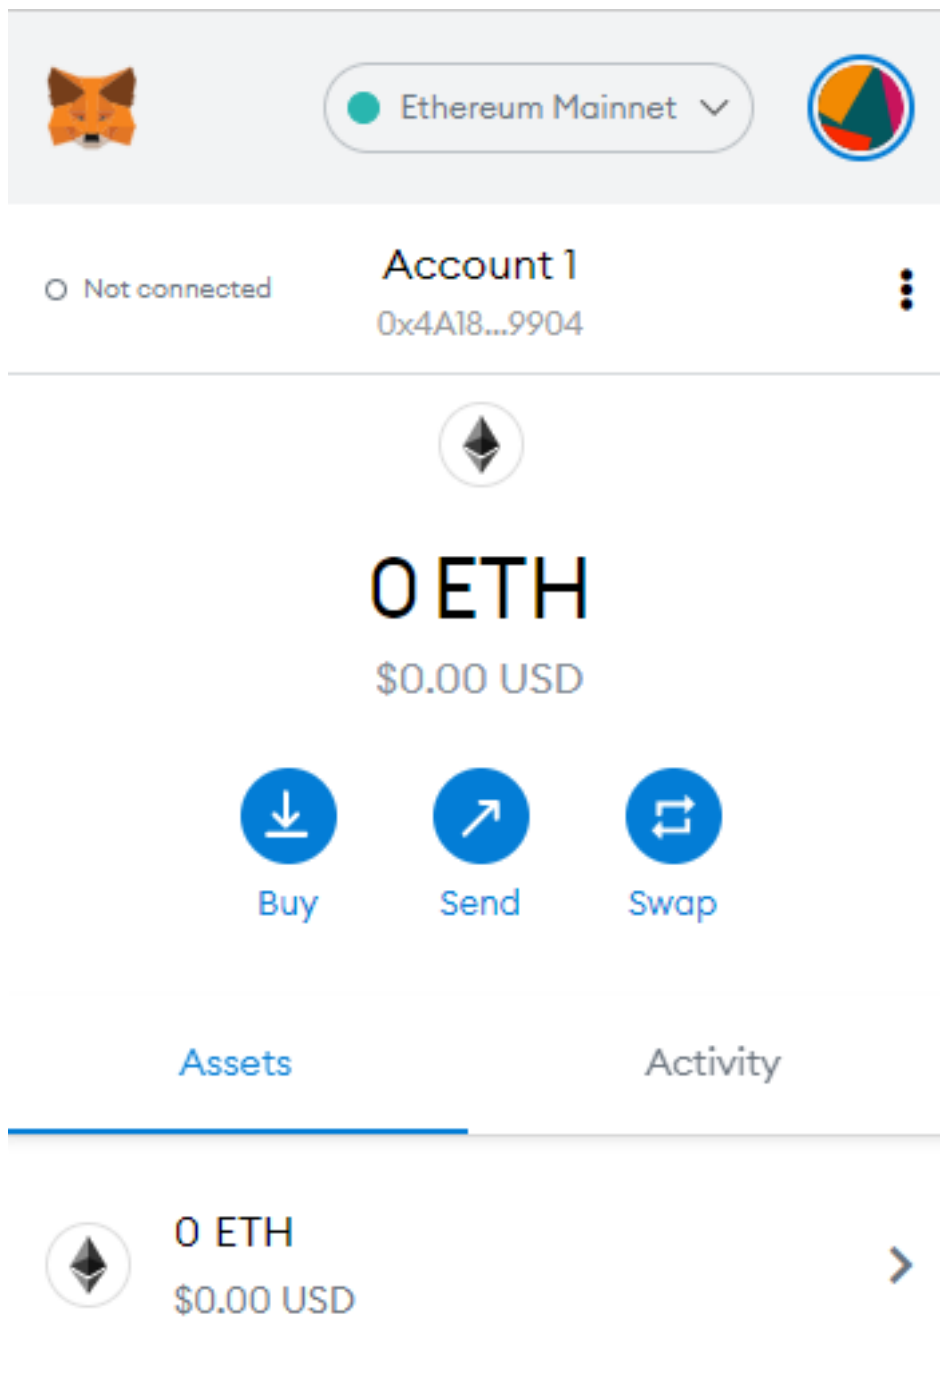 Ethereum Mainnet
Not connected
Account 1
0x4A18...9904
0 ETH
$0.00 USD
Buy
Send
Swap
Assets
Activity
0 ETH
$0.00 USD